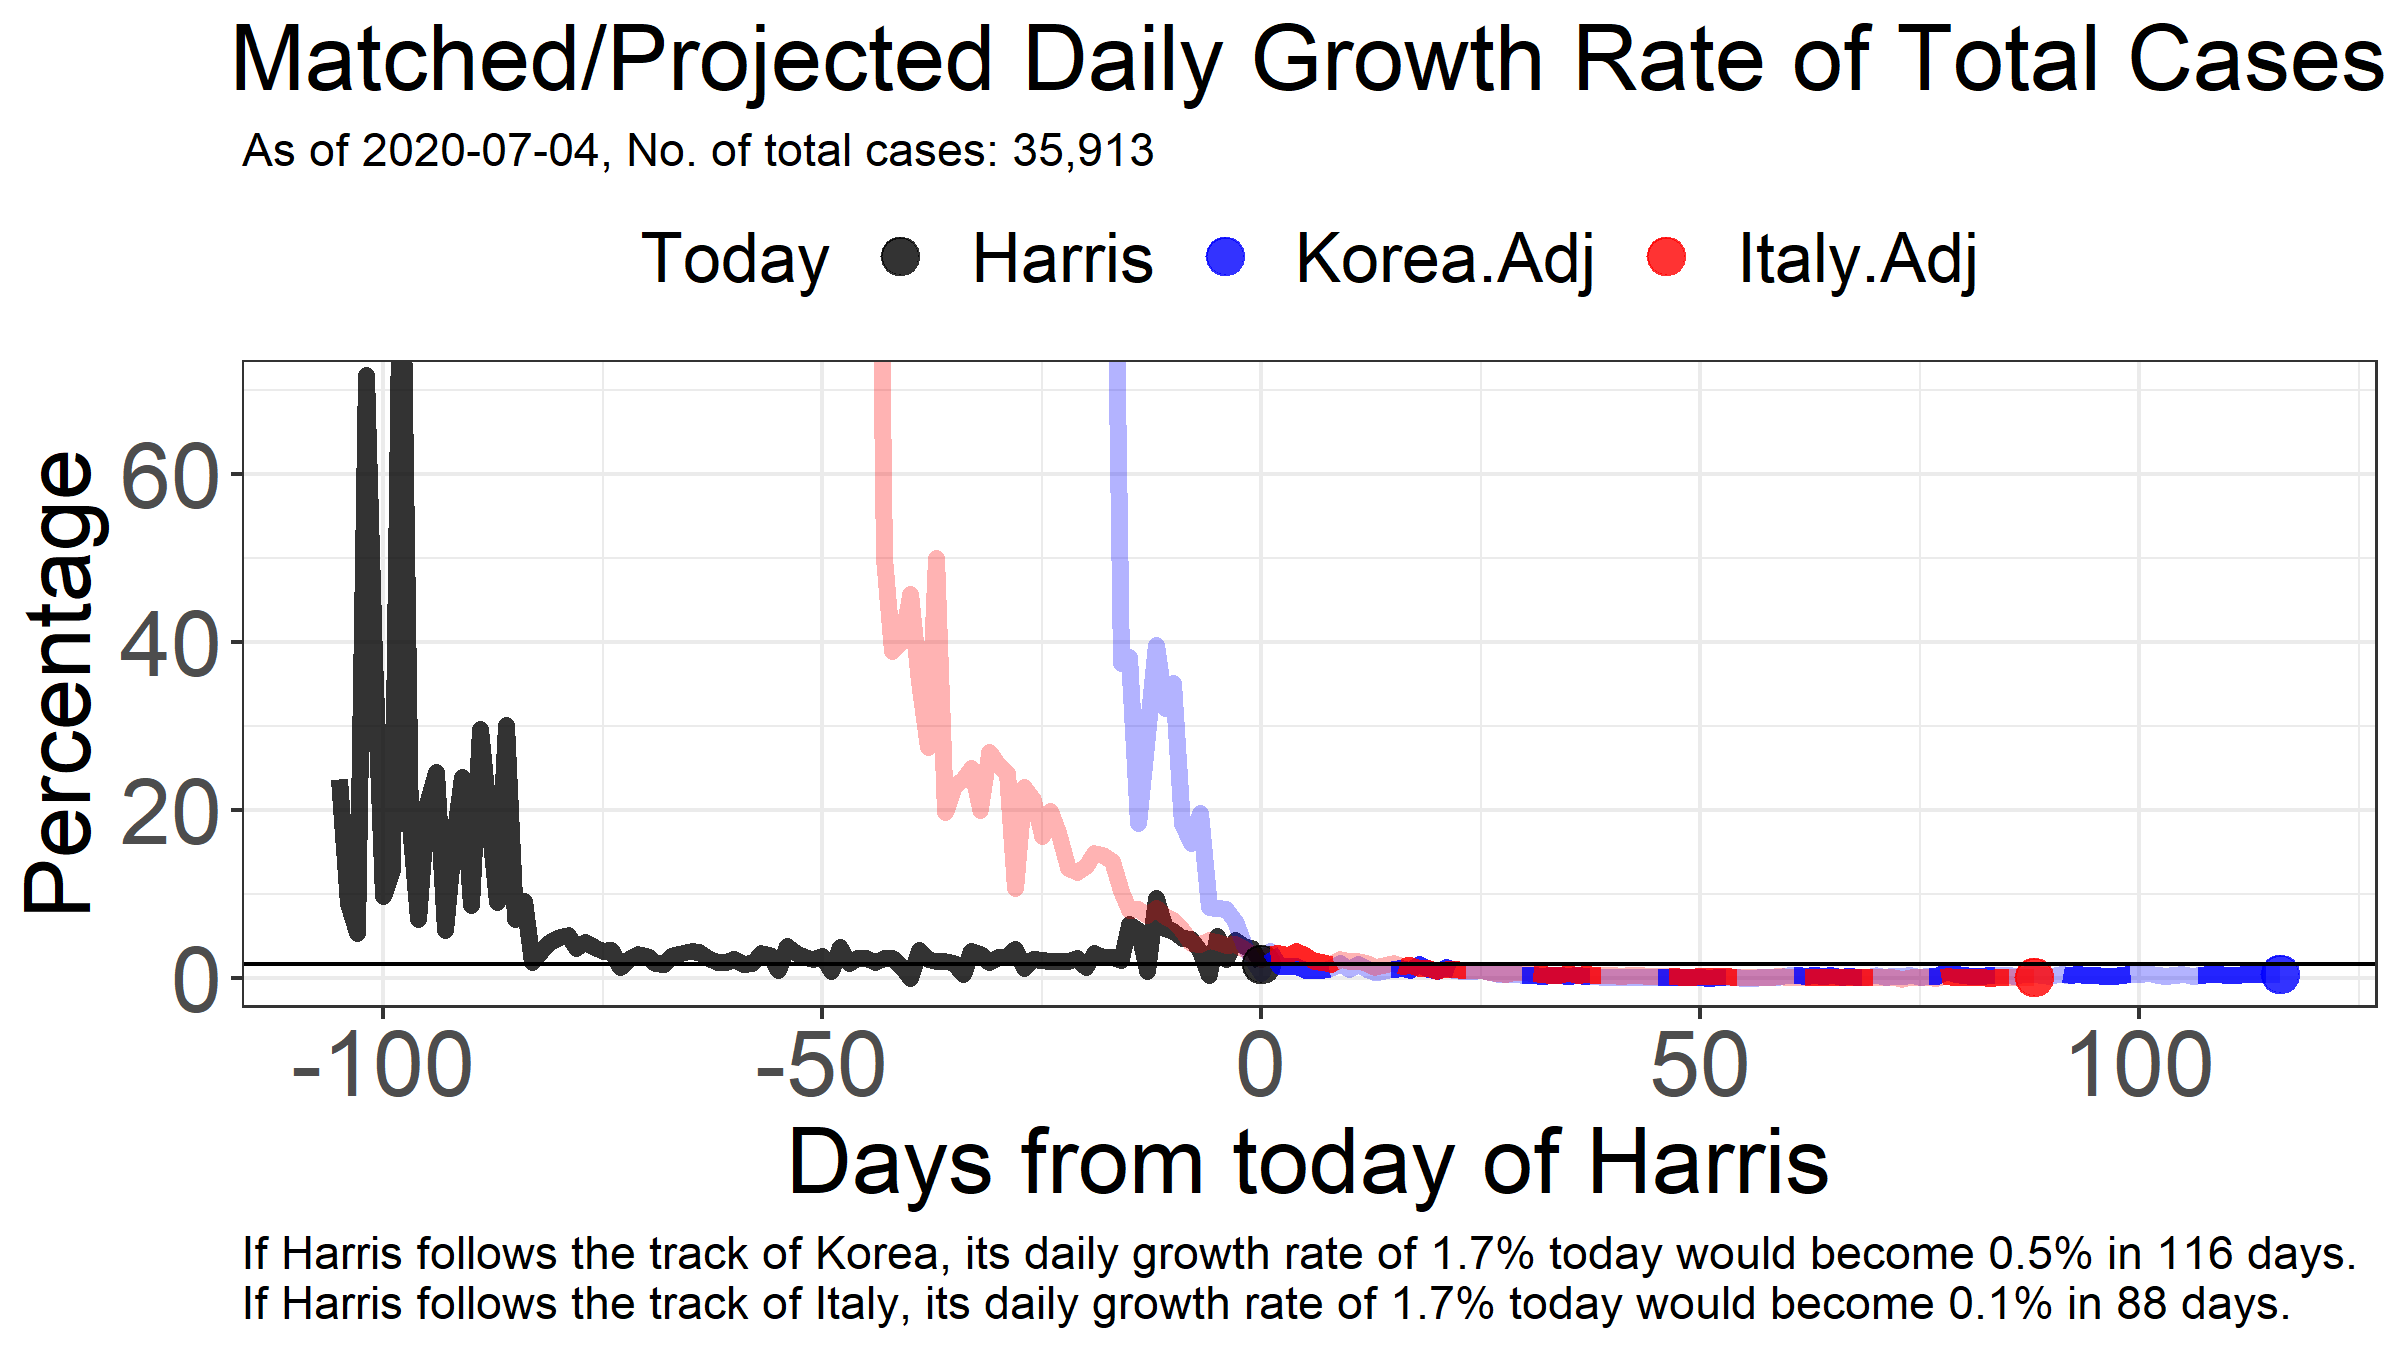 Matched/Projected Daily Growth Rate of Total Cases
As of 2020-07-04, No. of total cases: 35,913
Today Harris Korea.Adj Italy.Adj
Percentage
60
40
20
0
-100 -50 0 50 100
Days from today of Harris
If Harris follows the track of Korea, its daily growth rate of 1.7% today would become 0.5% in 116 days.
If Harris follows the track of Italy, its daily growth rate of 1.7% today would become 0.1% in 88 days.